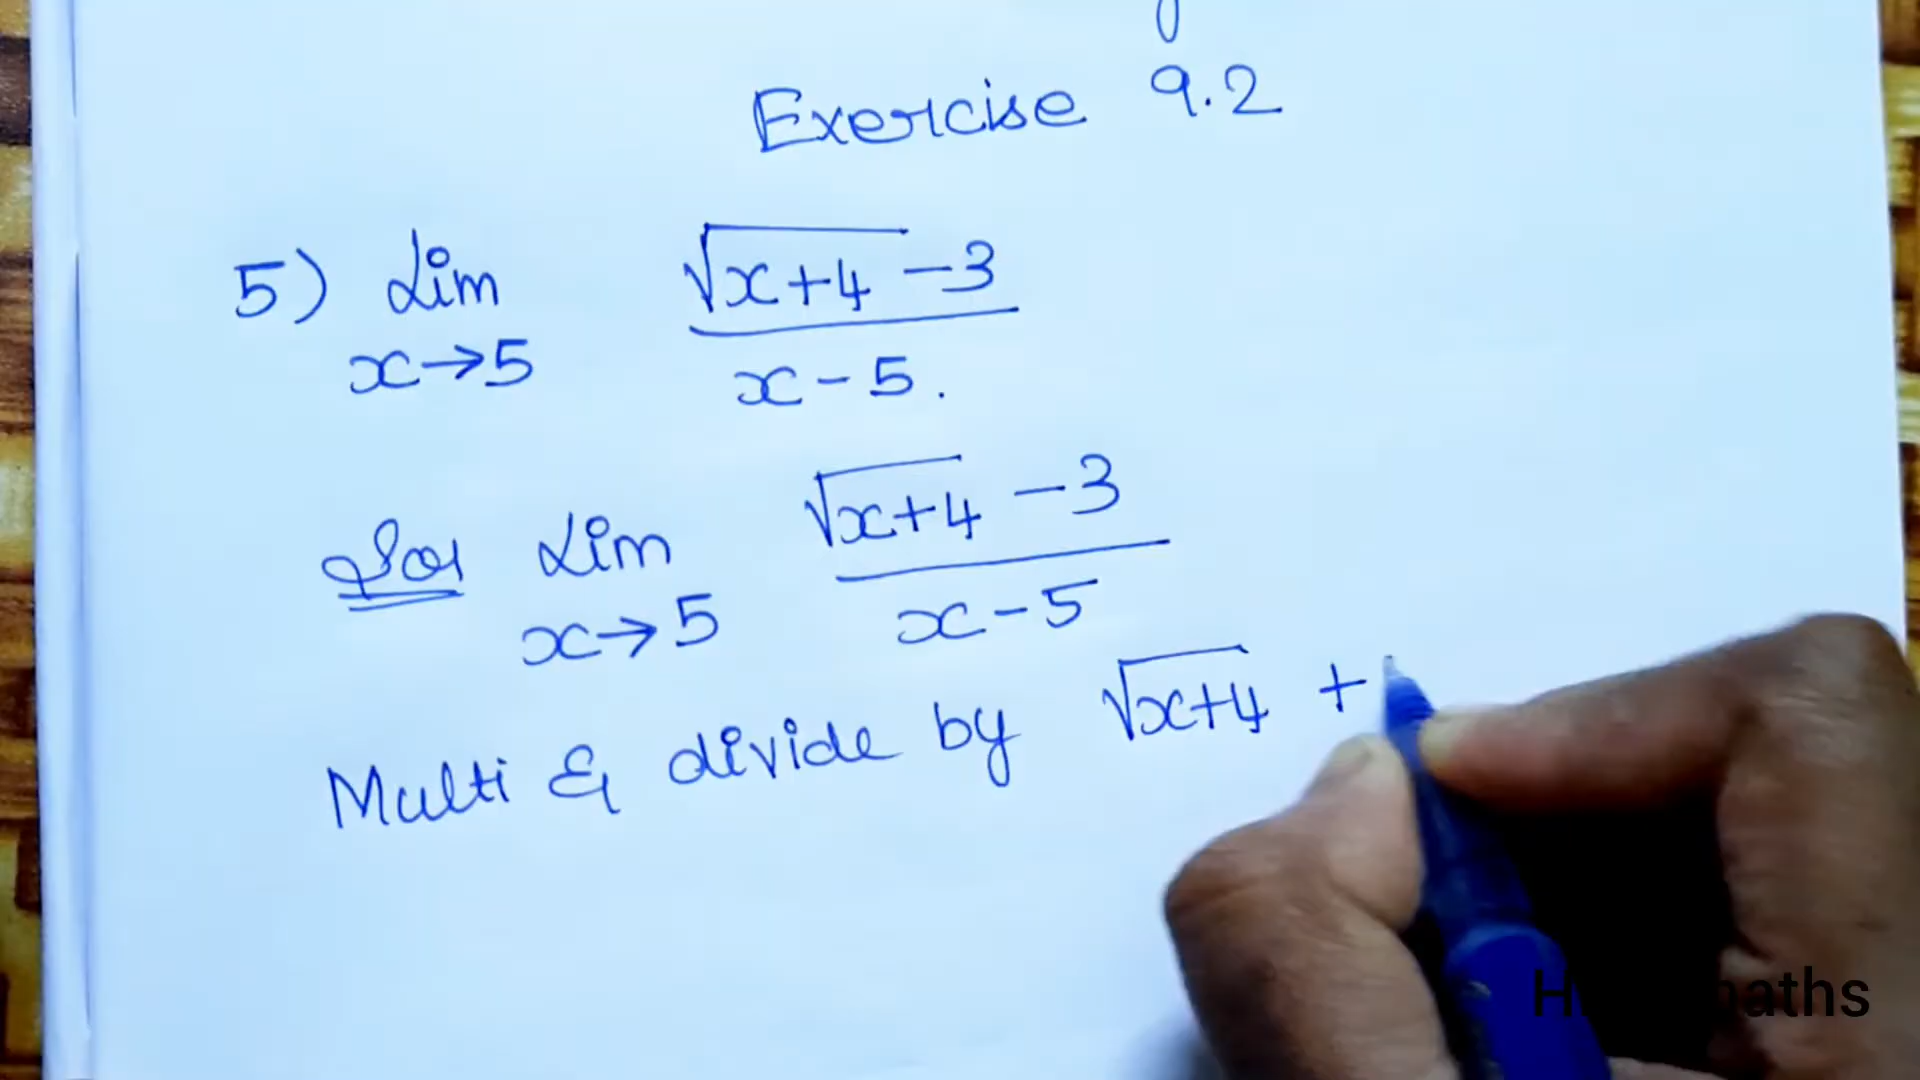 Exercise 9.2
5) Lim x→5 √x+4 -3 / x-5.
Sol Lim x→5 √x+4 -3 / x-5
Multi & divide by √x+4 +